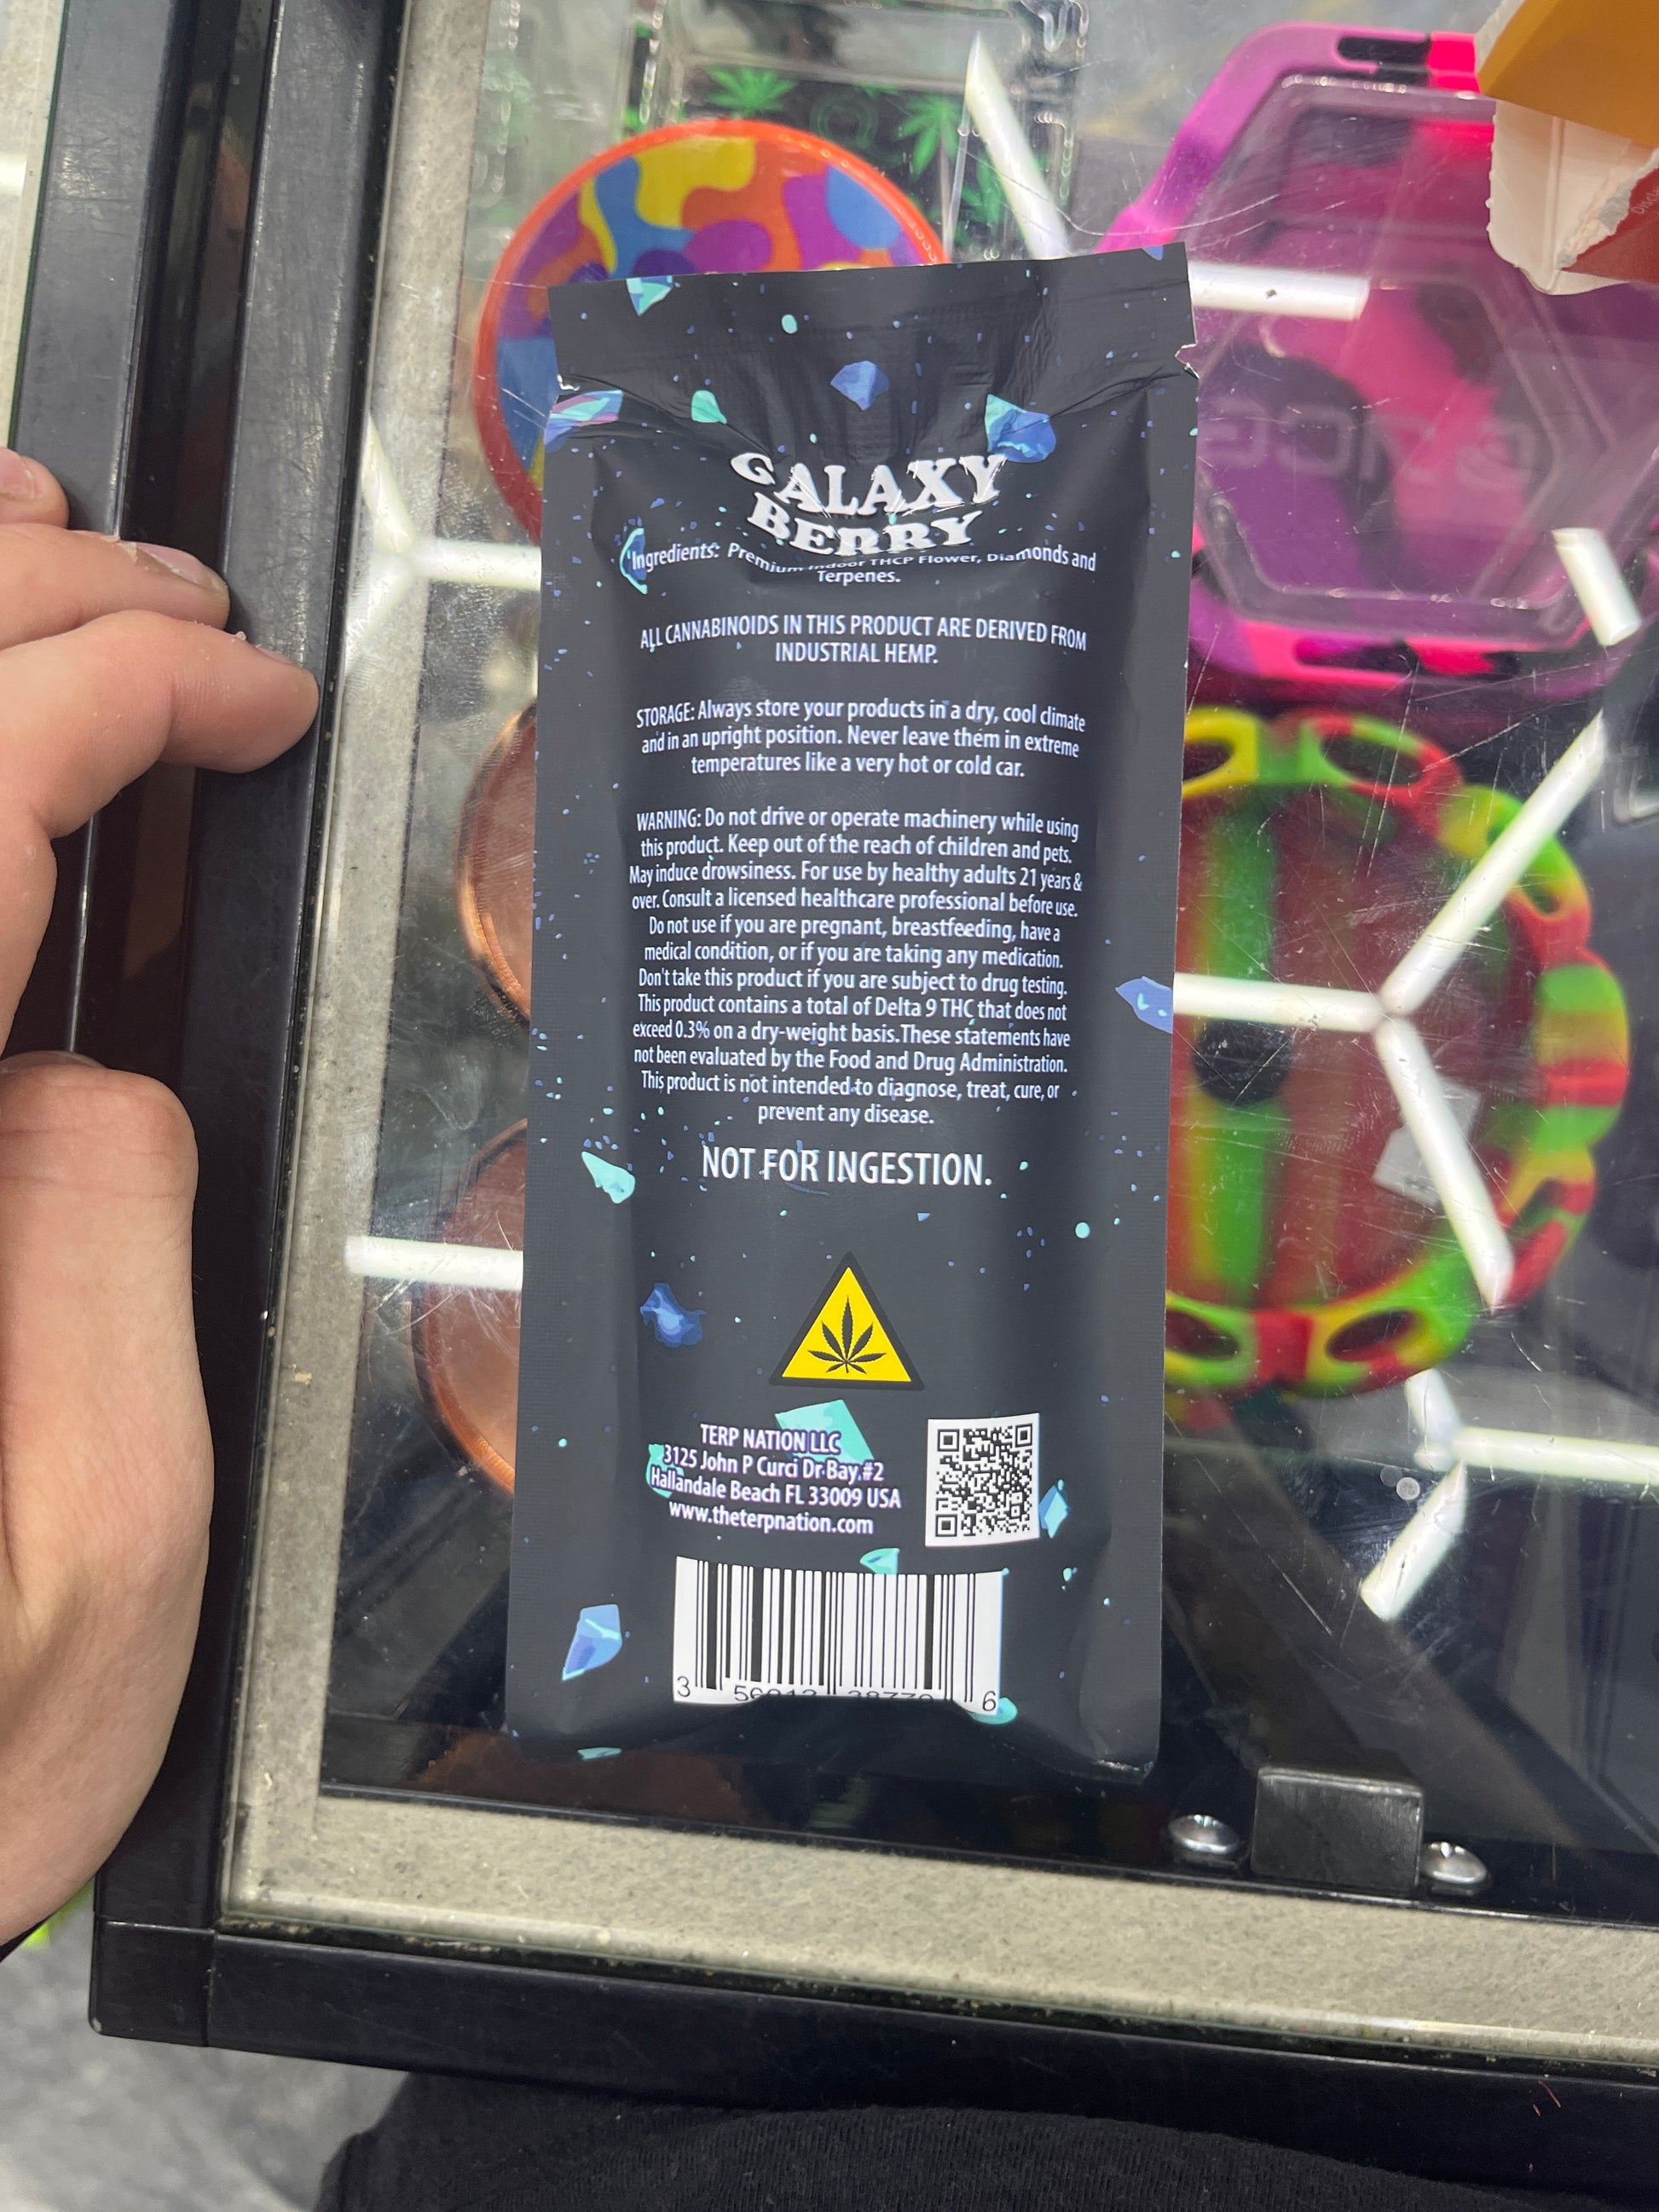 GALAXY
BERRY
Ingredients: Premium Indoor THCP Flower, Diamonds and
Terpenes.
ALL CANNABINOIDS IN THIS PRODUCT ARE DERIVED FROM
INDUSTRIAL HEMP.
STORAGE: Always store your products in a dry, cool climate
and in an upright position. Never leave them in extreme
temperatures like a very hot or cold car.
WARNING: Do not drive or operate machinery while using
this product. Keep out of the reach of children and pets.
May induce drowsiness. For use by healthy adults 21 years &
over. Consult a licensed healthcare professional before use.
Do not use if you are pregnant, breastfeeding, have a
medical condition, or if you are taking any medication.
Don't take this product if you are subject to drug testing.
This product contains a total of Delta 9 THC that does not
exceed 0.3% on a dry-weight basis. These statements have
not been evaluated by the Food and Drug Administration.
This product is not intended to diagnose, treat, cure, or
prevent any disease.
NOT FOR INGESTION.
TERP NATION LLC
3125 John P Curci Dr Bay #2
Hallandale Beach FL 33009 USA
www.theterpnation.com
3 6